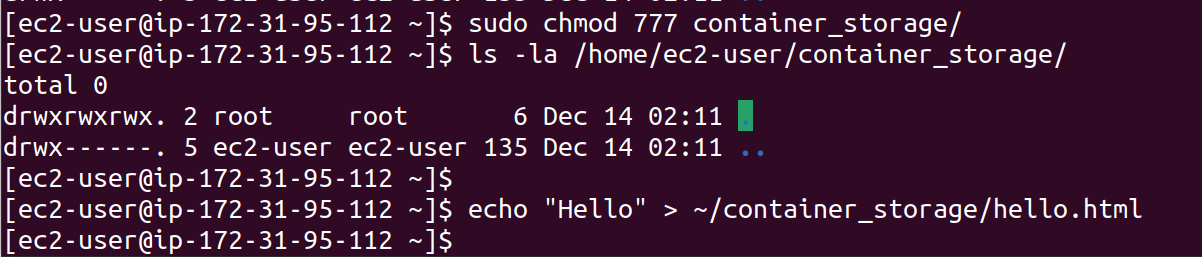 [ec2-user@ip-172-31-95-112 ~]$ sudo chmod 777 container_storage/
[ec2-user@ip-172-31-95-112 ~]$ ls -la /home/ec2-user/container_storage/
total 0
drwxrwxrwx. 2 root     root       6 Dec 14 02:11 .
drwx------. 5 ec2-user ec2-user 135 Dec 14 02:11 ..
[ec2-user@ip-172-31-95-112 ~]$
[ec2-user@ip-172-31-95-112 ~]$ echo "Hello" > ~/container_storage/hello.html
[ec2-user@ip-172-31-95-112 ~]$